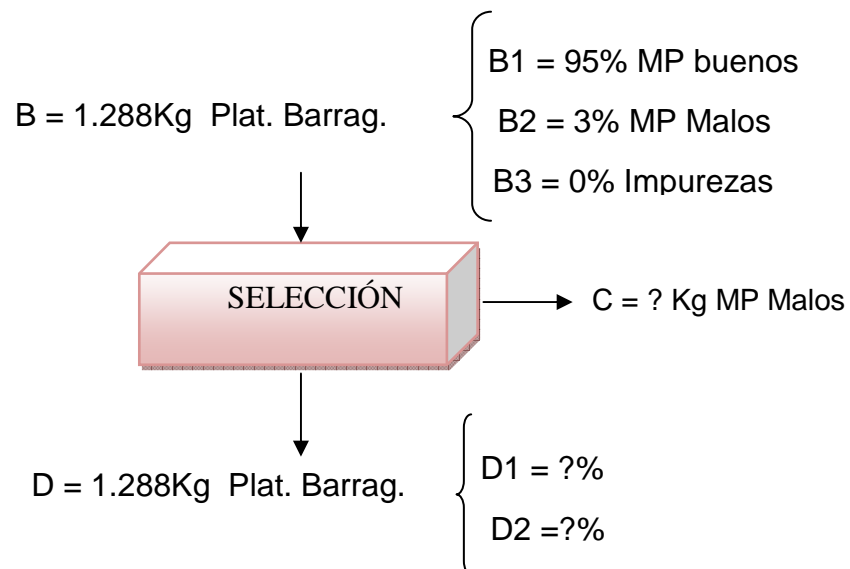 B1 = 95% MP buenos
B = 1.288Kg Plat. Barrag.
B2 = 3% MP Malos
B3 = 0% Impurezas
SELECCIÓN
C = ? Kg MP Malos
D = 1.288Kg Plat. Barrag.
D1 = ?%
D2 =?%